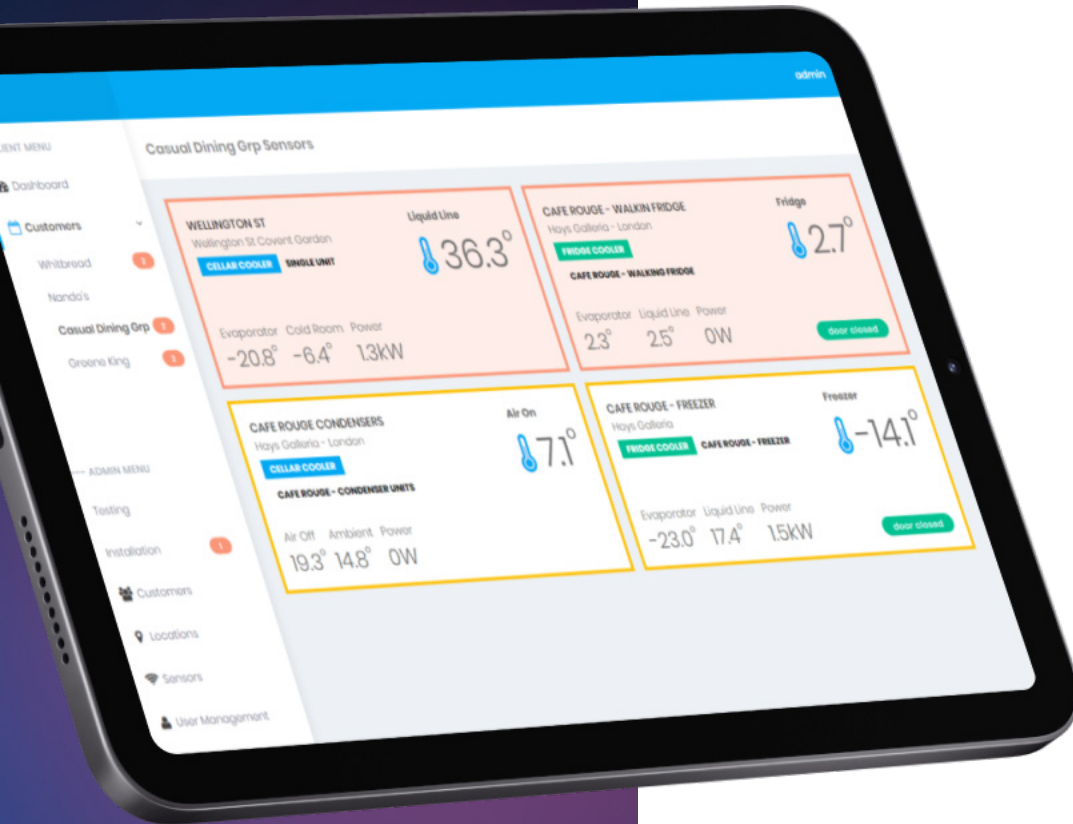 admin
MENU
Dashboard
Customers
Whitbread
Nando's
Casual Dining Grp
Greene King
ADMIN MENU
Testing
Installation 1
Customers
Locations
Sensors
User Management
Casual Dining Grp Sensors
WELLINGTON ST
Wellington St Covent Garden
CELLAR COOLER SINGLE UNIT
Liquid Line
36.3°
Evaporator Cold Room Power
-20.8° -6.4° 1.3kW
CAFE ROUGE - WALKIN FRIDGE
Hays Galleria - London
FRIDGE COOLER
CAFE ROUGE - WALKING FRIDGE
Fridge
2.7°
Evaporator Liquid Line Power
2.3° 2.5° 0W
door closed
CAFE ROUGE CONDENSERS
Hays Galleria - London
CELLAR COOLER
CAFE ROUGE - CONDENSER UNITS
Air On
7.1°
Air Off Ambient Power
19.3° 14.8° 0W
CAFE ROUGE - FREEZER
Hays Galleria
FRIDGE COOLER CAFE ROUGE - FREEZER
Freezer
-14.1°
Evaporator Liquid Line Power
-23.0° 17.4° 1.5kW
door closed